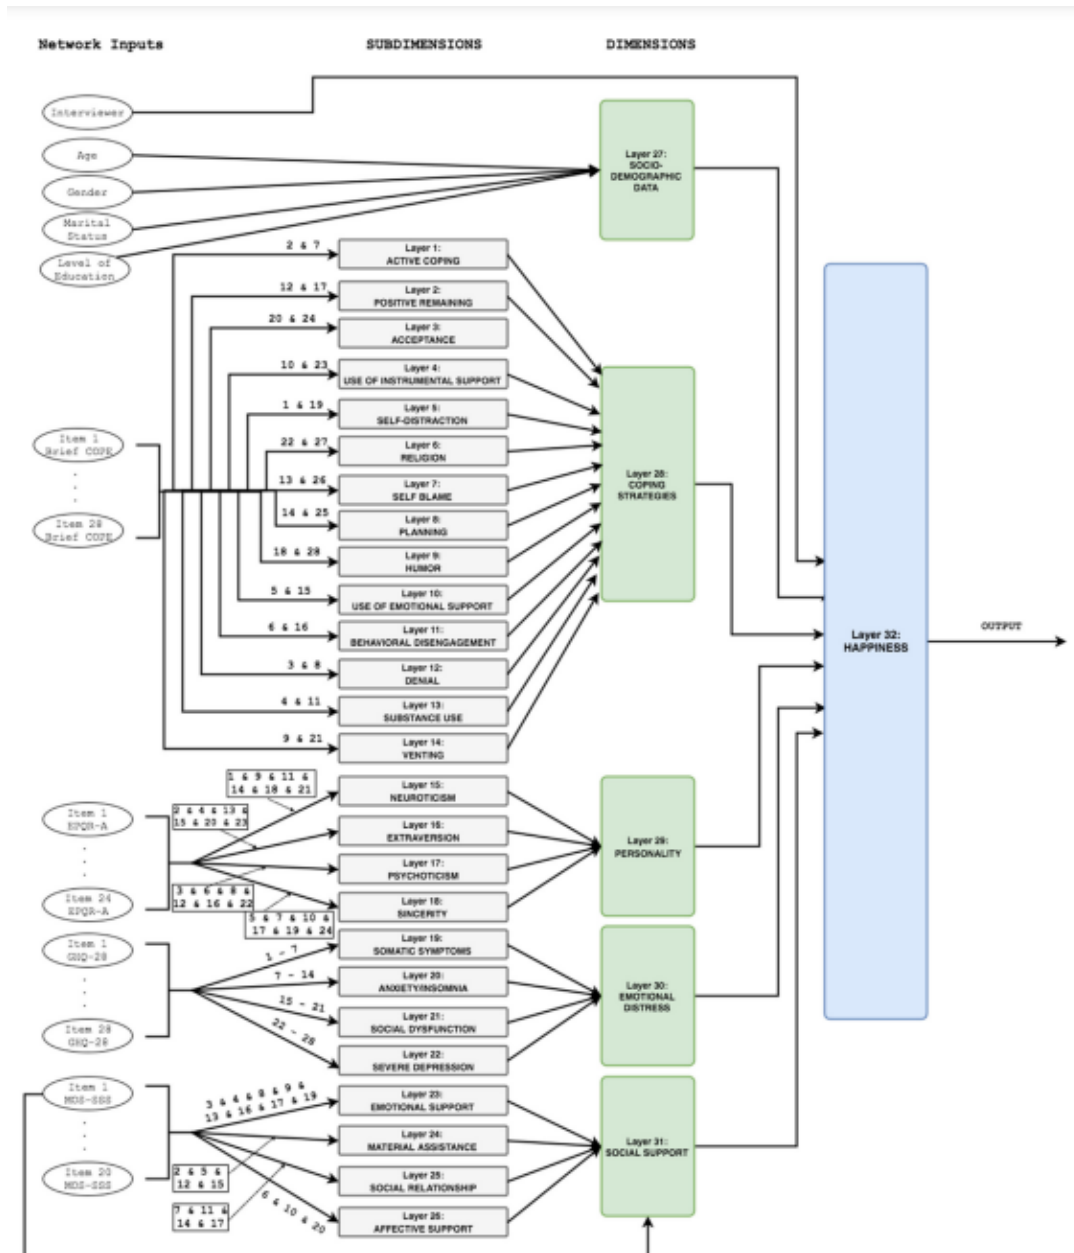 Network Inputs
SUBDIMENSIONS
DIMENSIONS
Interviewer
Age
Gender
Marital
Status
Level of
Education
Layer 27:
SOCIO-
DEMOGRAPHIC
DATA
2 & 7
Layer 1:
ACTIVE COPING
12 & 17
Layer 2:
POSITIVE REMAINING
20 & 24
Layer 3:
ACCEPTANCE
10 & 23
Layer 4:
USE OF INSTRUMENTAL SUPPORT
1 & 19
Layer 5:
SELF-DISTRACTION
22 & 27
Layer 6:
RELIGION
13 & 26
Layer 7:
SELF BLAME
14 & 25
Layer 8:
PLANNING
18 & 28
Layer 9:
HUMOR
5 & 15
Layer 10:
USE OF EMOTIONAL SUPPORT
6 & 16
Layer 11:
BEHAVIORAL DISENGAGEMENT
3 & 8
Layer 12:
DENIAL
4 & 11
Layer 13:
SUBSTANCE USE
9 & 21
Layer 14:
VENTING
Item 1
Brief COPE
.
.
.
Item 28
Brief COPE
Layer 28:
COPING
STRATEGIES
Layer 32:
HAPPINESS
OUTPUT
1 & 9 & 11 &
14 & 18 & 21
2 & 4 & 13 &
15 & 20 & 23
3 & 6 & 8 &
12 & 16 & 22
5 & 7 & 10 &
17 & 19 & 24
Item 1
EPQR-A
.
.
.
Item 24
EPQR-A
Layer 15:
NEUROTICISM
Layer 16:
EXTRAVERSION
Layer 17:
PSYCHOTICISM
Layer 18:
SINCERITY
Layer 29:
PERSONALITY
Item 1
GHQ-28
.
.
.
Item 28
GHQ-28
1 - 7
7 - 14
15 - 21
22 - 28
Layer 19:
SOMATIC SYMPTOMS
Layer 20:
ANXIETY/INSOMNIA
Layer 21:
SOCIAL DYSFUNCTION
Layer 22:
SEVERE DEPRESSION
Layer 30:
EMOTIONAL
DISTRESS
Item 1
MOS-SSS
.
.
.
Item 20
MOS-SSS
3 & 4 & 8 & 9 &
13 & 16 & 17 & 19
2 & 5 &
12 & 15
7 & 11 &
14 & 17
6 & 10 & 20
Layer 23:
EMOTIONAL SUPPORT
Layer 24:
MATERIAL ASSISTANCE
Layer 25:
SOCIAL RELATIONSHIP
Layer 26:
AFFECTIVE SUPPORT
Layer 31:
SOCIAL SUPPORT